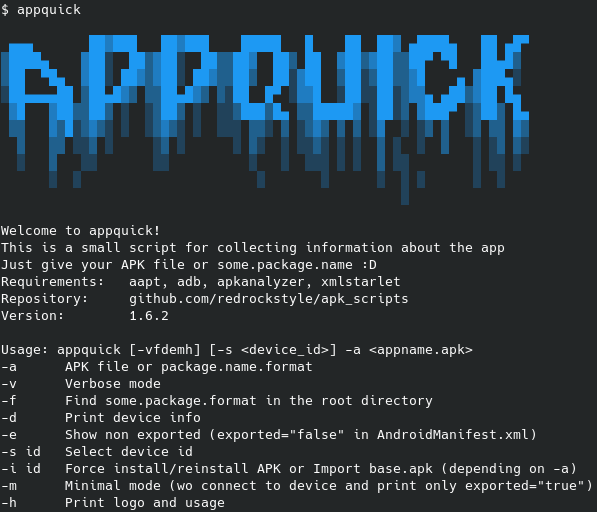 $ appquick
APPQUICK
Welcome to appquick!
This is a small script for collecting information about the app
Just give your APK file or some.package.name :D
Requirements:   aapt, adb, apkanalyzer, xmlstarlet
Repository:     github.com/redrockstyle/apk_scripts
Version:        1.6.2
Usage: appquick [-vfdemh] [-s <device_id>] -a <appname.apk>
-a      APK file or package.name.format
-v      Verbose mode
-f      Find some.package.format in the root directory
-d      Print device info
-e      Show non exported (exported="false" in AndroidManifest.xml)
-s id   Select device id
-i id   Force install/reinstall APK or Import base.apk (depending on -a)
-m      Minimal mode (wo connect to device and print only exported="true")
-h      Print logo and usage